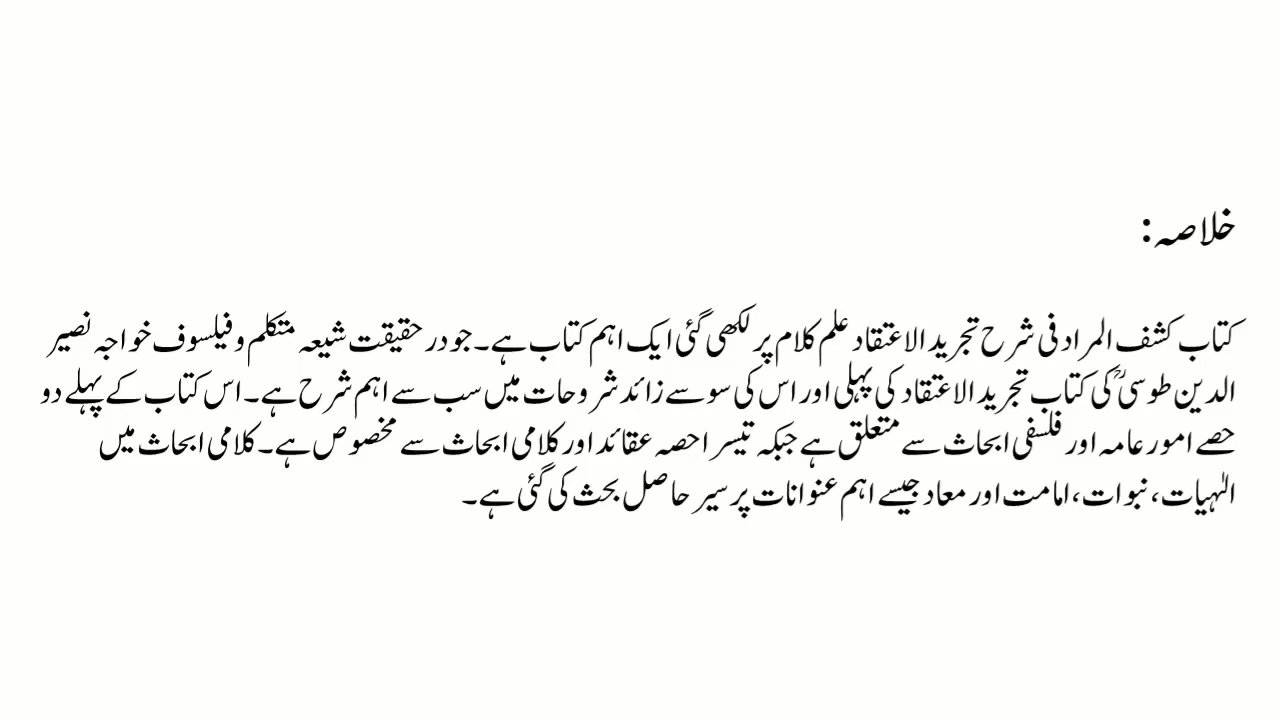 خلاصہ:
کتاب کشف المراد فی شرح تجرید الاعتقاد علم کلام پر لکھی گئی ایک اہم کتاب ہے۔جو در حقیقت شیعہ متکلم و فیلسوف خواجہ نصیر
الدین طوسیؒ کی کتاب تجرید الاعتقاد کی پہلی اور اس کی سو سے زائد شروحات میں سب سے اہم شرح ہے۔اس کتاب کے پہلے دو
حصے امور عامہ اور فلسفی ابحاث سے متعلق ہے جبکہ تیسرا حصہ عقائد اور کلامی ابحاث سے مخصوص ہے۔کلامی ابحاث میں
الٰہیات، نبوات، امامت اور معاد جیسے اہم عنوانات پر سیر حاصل بحث کی گئی ہے۔